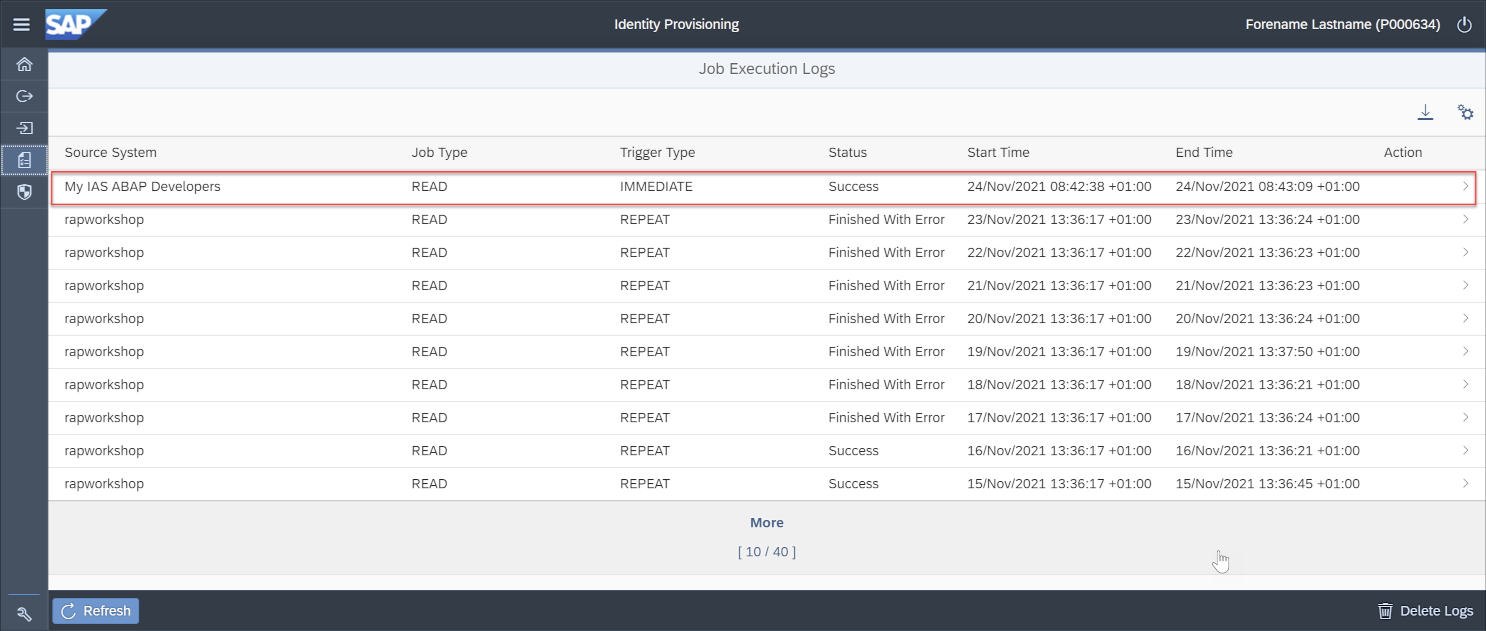 SAP Identity Provisioning Forename Lastname (P000634)
Job Execution Logs
Source System Job Type Trigger Type Status Start Time End Time Action
My IAS ABAP Developers READ IMMEDIATE Success 24/Nov/2021 08:42:38 +01:00 24/Nov/2021 08:43:09 +01:00
rapworkshop READ REPEAT Finished With Error 23/Nov/2021 13:36:17 +01:00 23/Nov/2021 13:36:24 +01:00
rapworkshop READ REPEAT Finished With Error 22/Nov/2021 13:36:17 +01:00 22/Nov/2021 13:36:23 +01:00
rapworkshop READ REPEAT Finished With Error 21/Nov/2021 13:36:17 +01:00 21/Nov/2021 13:36:23 +01:00
rapworkshop READ REPEAT Finished With Error 20/Nov/2021 13:36:17 +01:00 20/Nov/2021 13:36:24 +01:00
rapworkshop READ REPEAT Finished With Error 19/Nov/2021 13:36:17 +01:00 19/Nov/2021 13:37:50 +01:00
rapworkshop READ REPEAT Finished With Error 18/Nov/2021 13:36:17 +01:00 18/Nov/2021 13:36:21 +01:00
rapworkshop READ REPEAT Finished With Error 17/Nov/2021 13:36:17 +01:00 17/Nov/2021 13:36:24 +01:00
rapworkshop READ REPEAT Success 16/Nov/2021 13:36:17 +01:00 16/Nov/2021 13:36:21 +01:00
rapworkshop READ REPEAT Success 15/Nov/2021 13:36:17 +01:00 15/Nov/2021 13:36:45 +01:00
More
[ 10 / 40 ]
Refresh Delete Logs